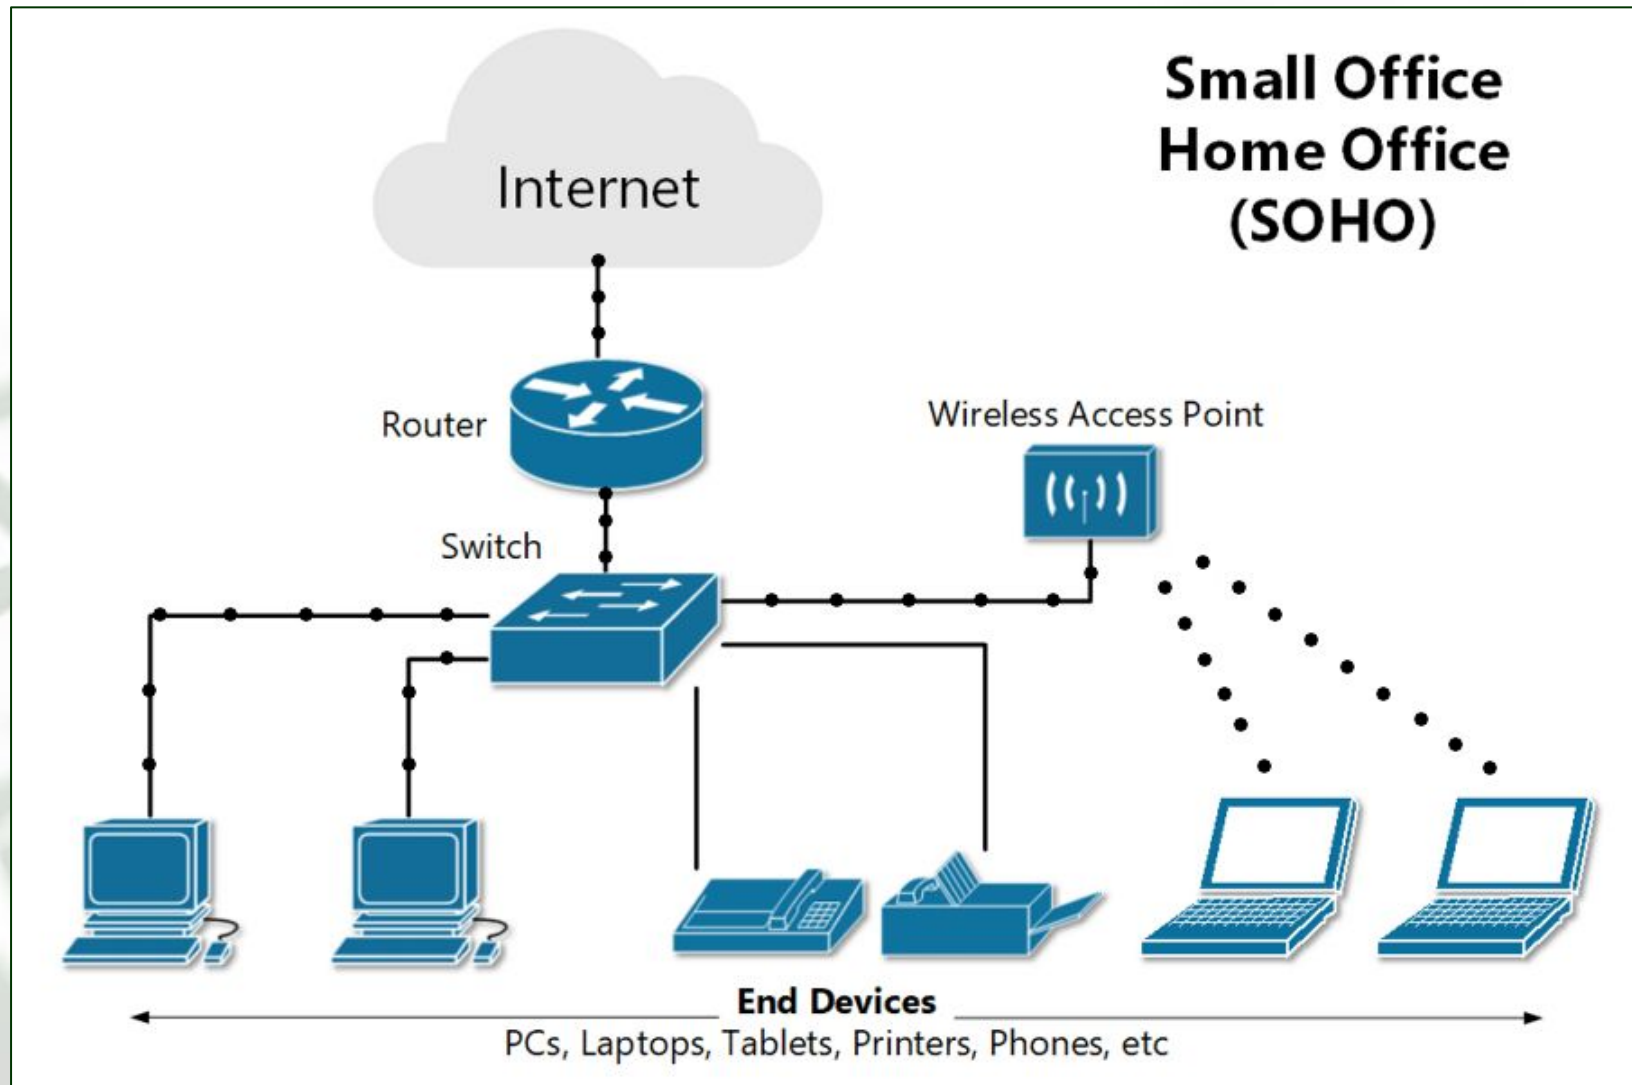 Small Office
Home Office
(SOHO)
Internet
Router
Wireless Access Point
Switch
End Devices
PCs, Laptops, Tablets, Printers, Phones, etc